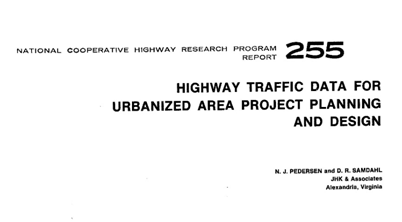 NATIONAL COOPERATIVE HIGHWAY RESEARCH PROGRAM
REPORT 255
HIGHWAY TRAFFIC DATA FOR
URBANIZED AREA PROJECT PLANNING
AND DESIGN
N. J. PEDERSEN and D. R. SAMDAHL
JHK & Associates
Alexandria, Virginia